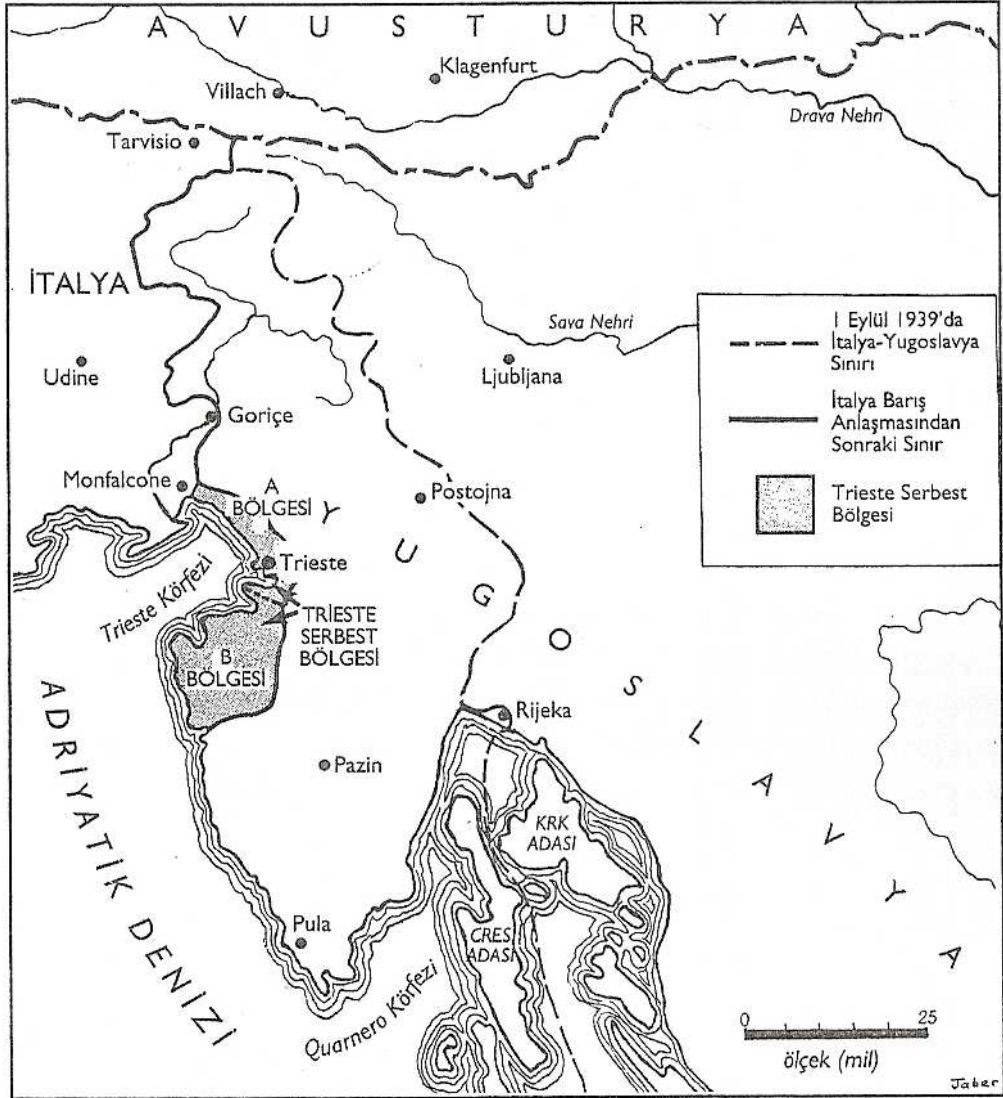 AVUSTURYA
Klagenfurt
Villach
Drava Nehri
Tarvisio
İTALYA
Sava Nehri
Udine
Ljubljana
Goriçe
Monfalcone
A
BÖLGESİ
Postojna
Trieste
Trieste Körfezi
TRİESTE
SERBEST
BÖLGESİ
B
BÖLGESİ
YUGOSLAVYA
ADRİYATİK DENİZİ
Rijeka
Pazin
KRK
ADASI
Pula
CRES
ADASI
Quarnero Körfezi
1 Eylül 1939'da
İtalya-Yugoslavya
Sınırı
İtalya Barış
Anlaşmasından
Sonraki Sınır
Trieste Serbest
Bölgesi
0 25
ölçek (mil)
Jaber